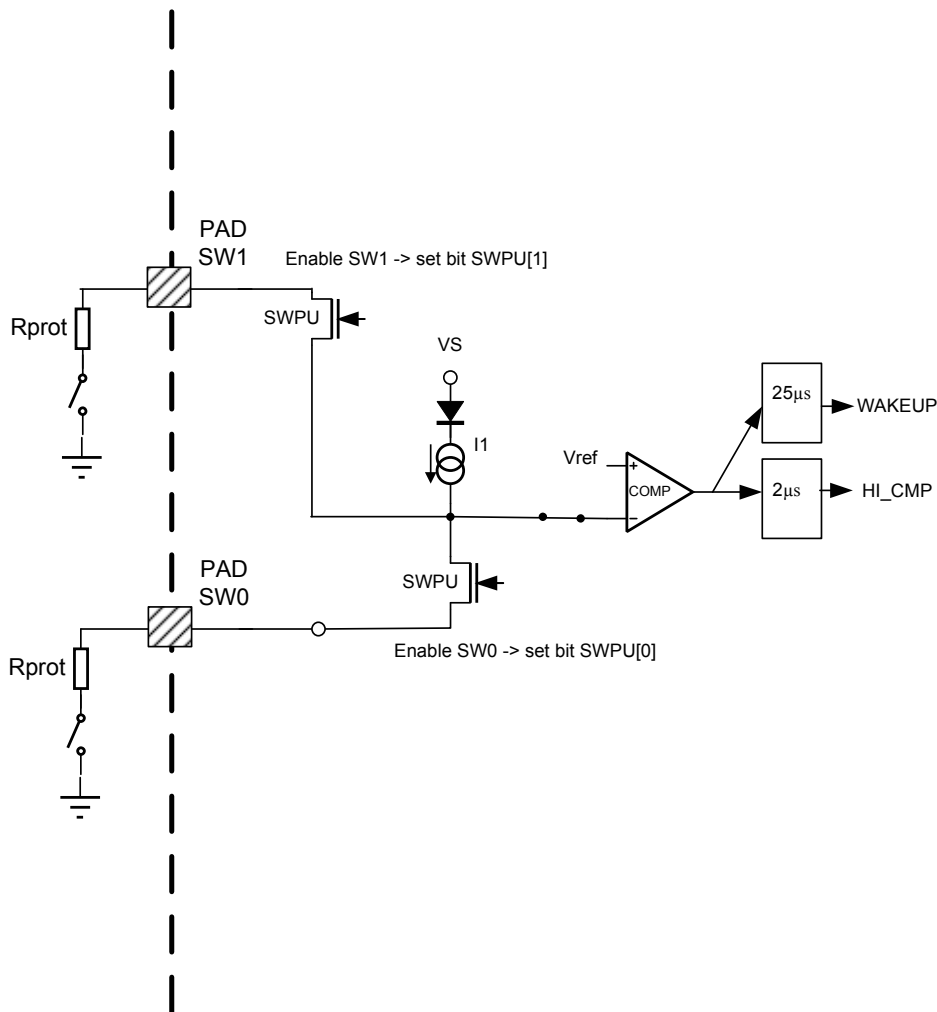 PAD
SW1
Enable SW1 -> set bit SWPU[1]
Rprot
SWPU
VS
I1
25µs
WAKEUP
Vref
+
COMP
-
2µs
HI_CMP
PAD
SW0
SWPU
Rprot
Enable SW0 -> set bit SWPU[0]